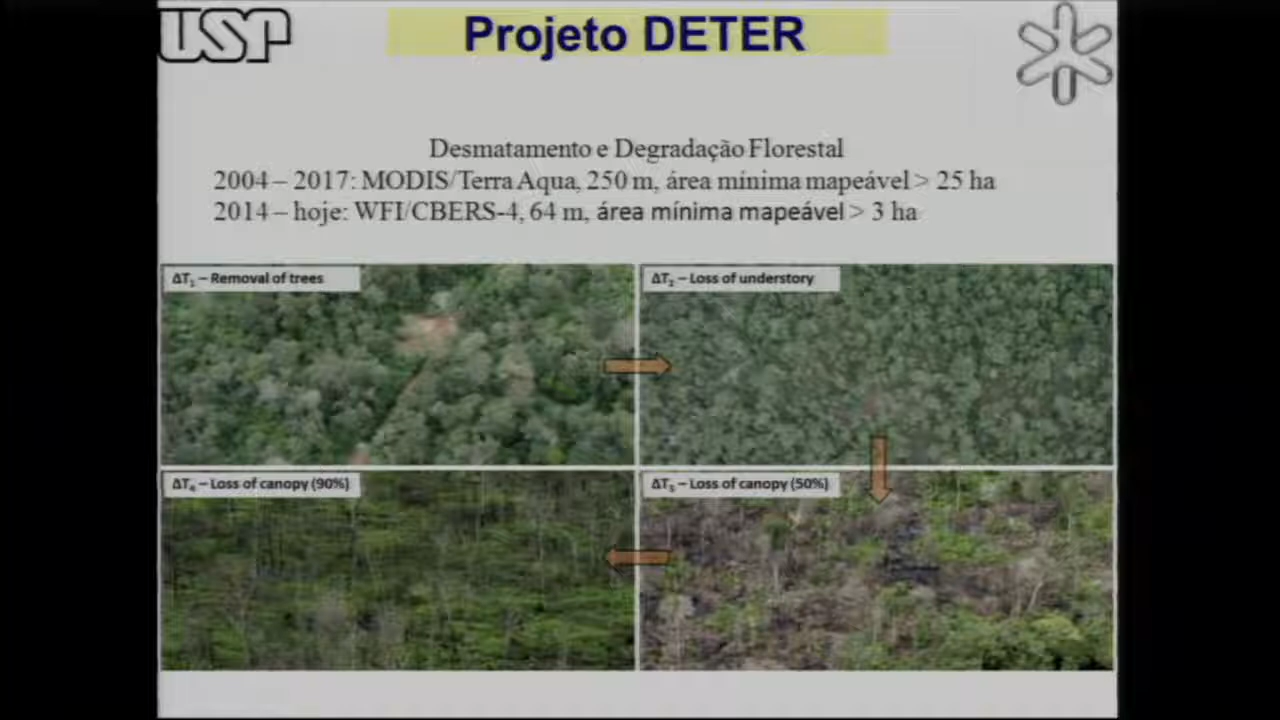 USP
Projeto DETER
Desmatamento e Degradação Florestal
2004 – 2017: MODIS/Terra Aqua, 250 m, área mínima mapeável > 25 ha
2014 – hoje: WFI/CBERS-4, 64 m, área mínima mapeável > 3 ha
ΔT₁ – Removal of trees
ΔT₂ – Loss of understory
ΔT₄ – Loss of canopy (90%)
ΔT₃ – Loss of canopy (50%)